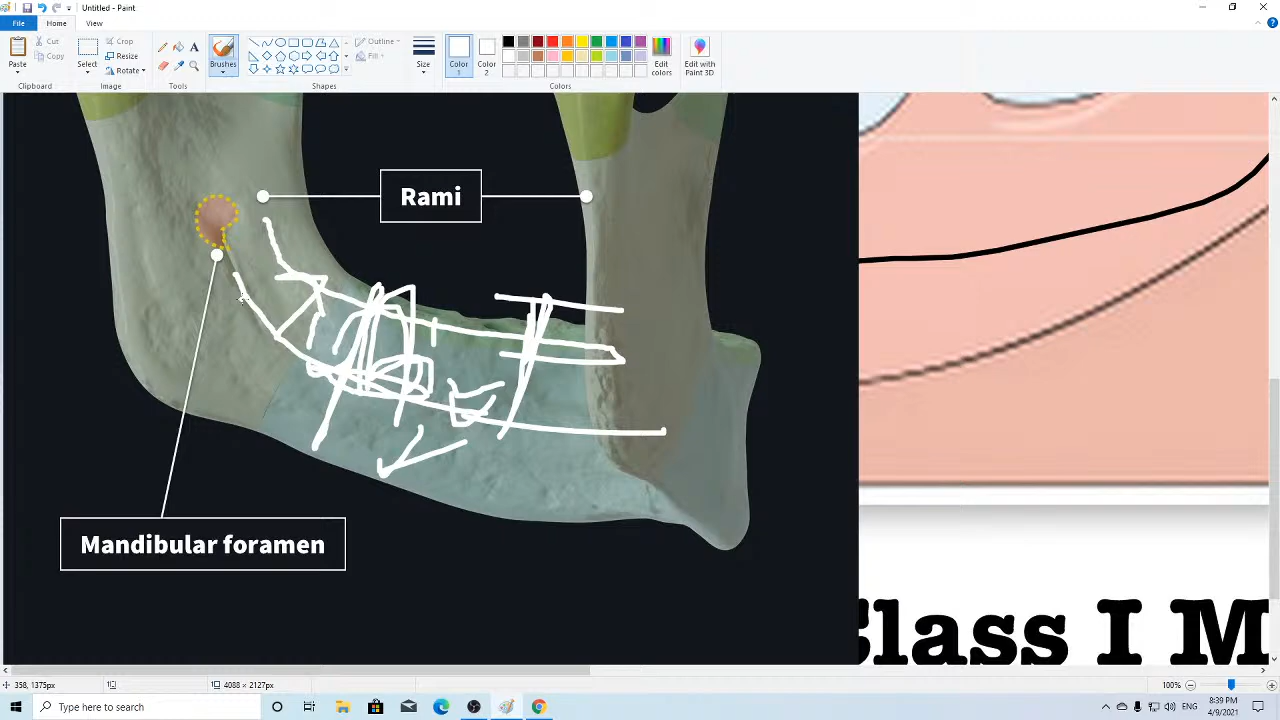 Untitled - Paint
File
Home
View
Paste
Cut
Copy
Clipboard
Select
Crop
Resize
Rotate
Image
Tools
Brushes
Shapes
Outline
Fill
Size
Color
1
Color
2
Edit
colors
Colors
Edit with
Paint 3D
Rami
Mandibular foramen
Class I M
358, 1375px
4088 × 2127px
100%
Type here to search
ENG
8:39 PM
4/9/2021